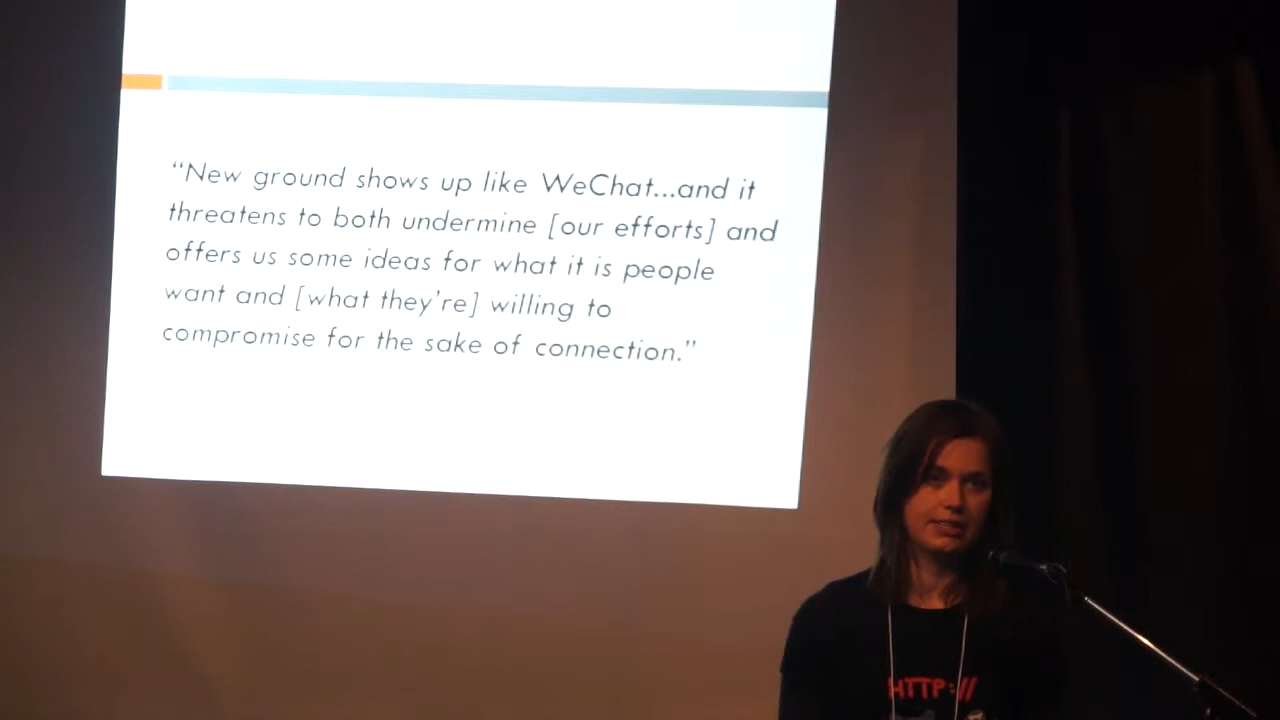 “New ground shows up like WeChat...and it
threatens to both undermine [our efforts] and
offers us some ideas for what it is people
want and [what they’re] willing to
compromise for the sake of connection.”
HTTP://